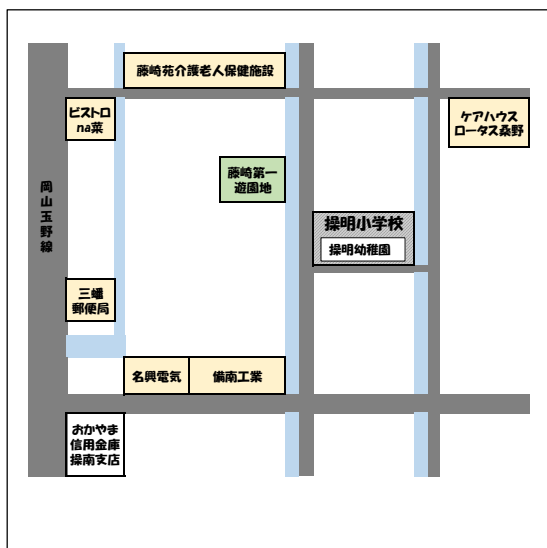 藤崎苑介護老人保健施設
ビストロ
na菜
ケアハウス
ロータス桑野
藤崎第一
遊園地
岡山玉野線
操明小学校
操明幼稚園
三蟠
郵便局
名興電気
備南工業
おかやま
信用金庫
操南支店